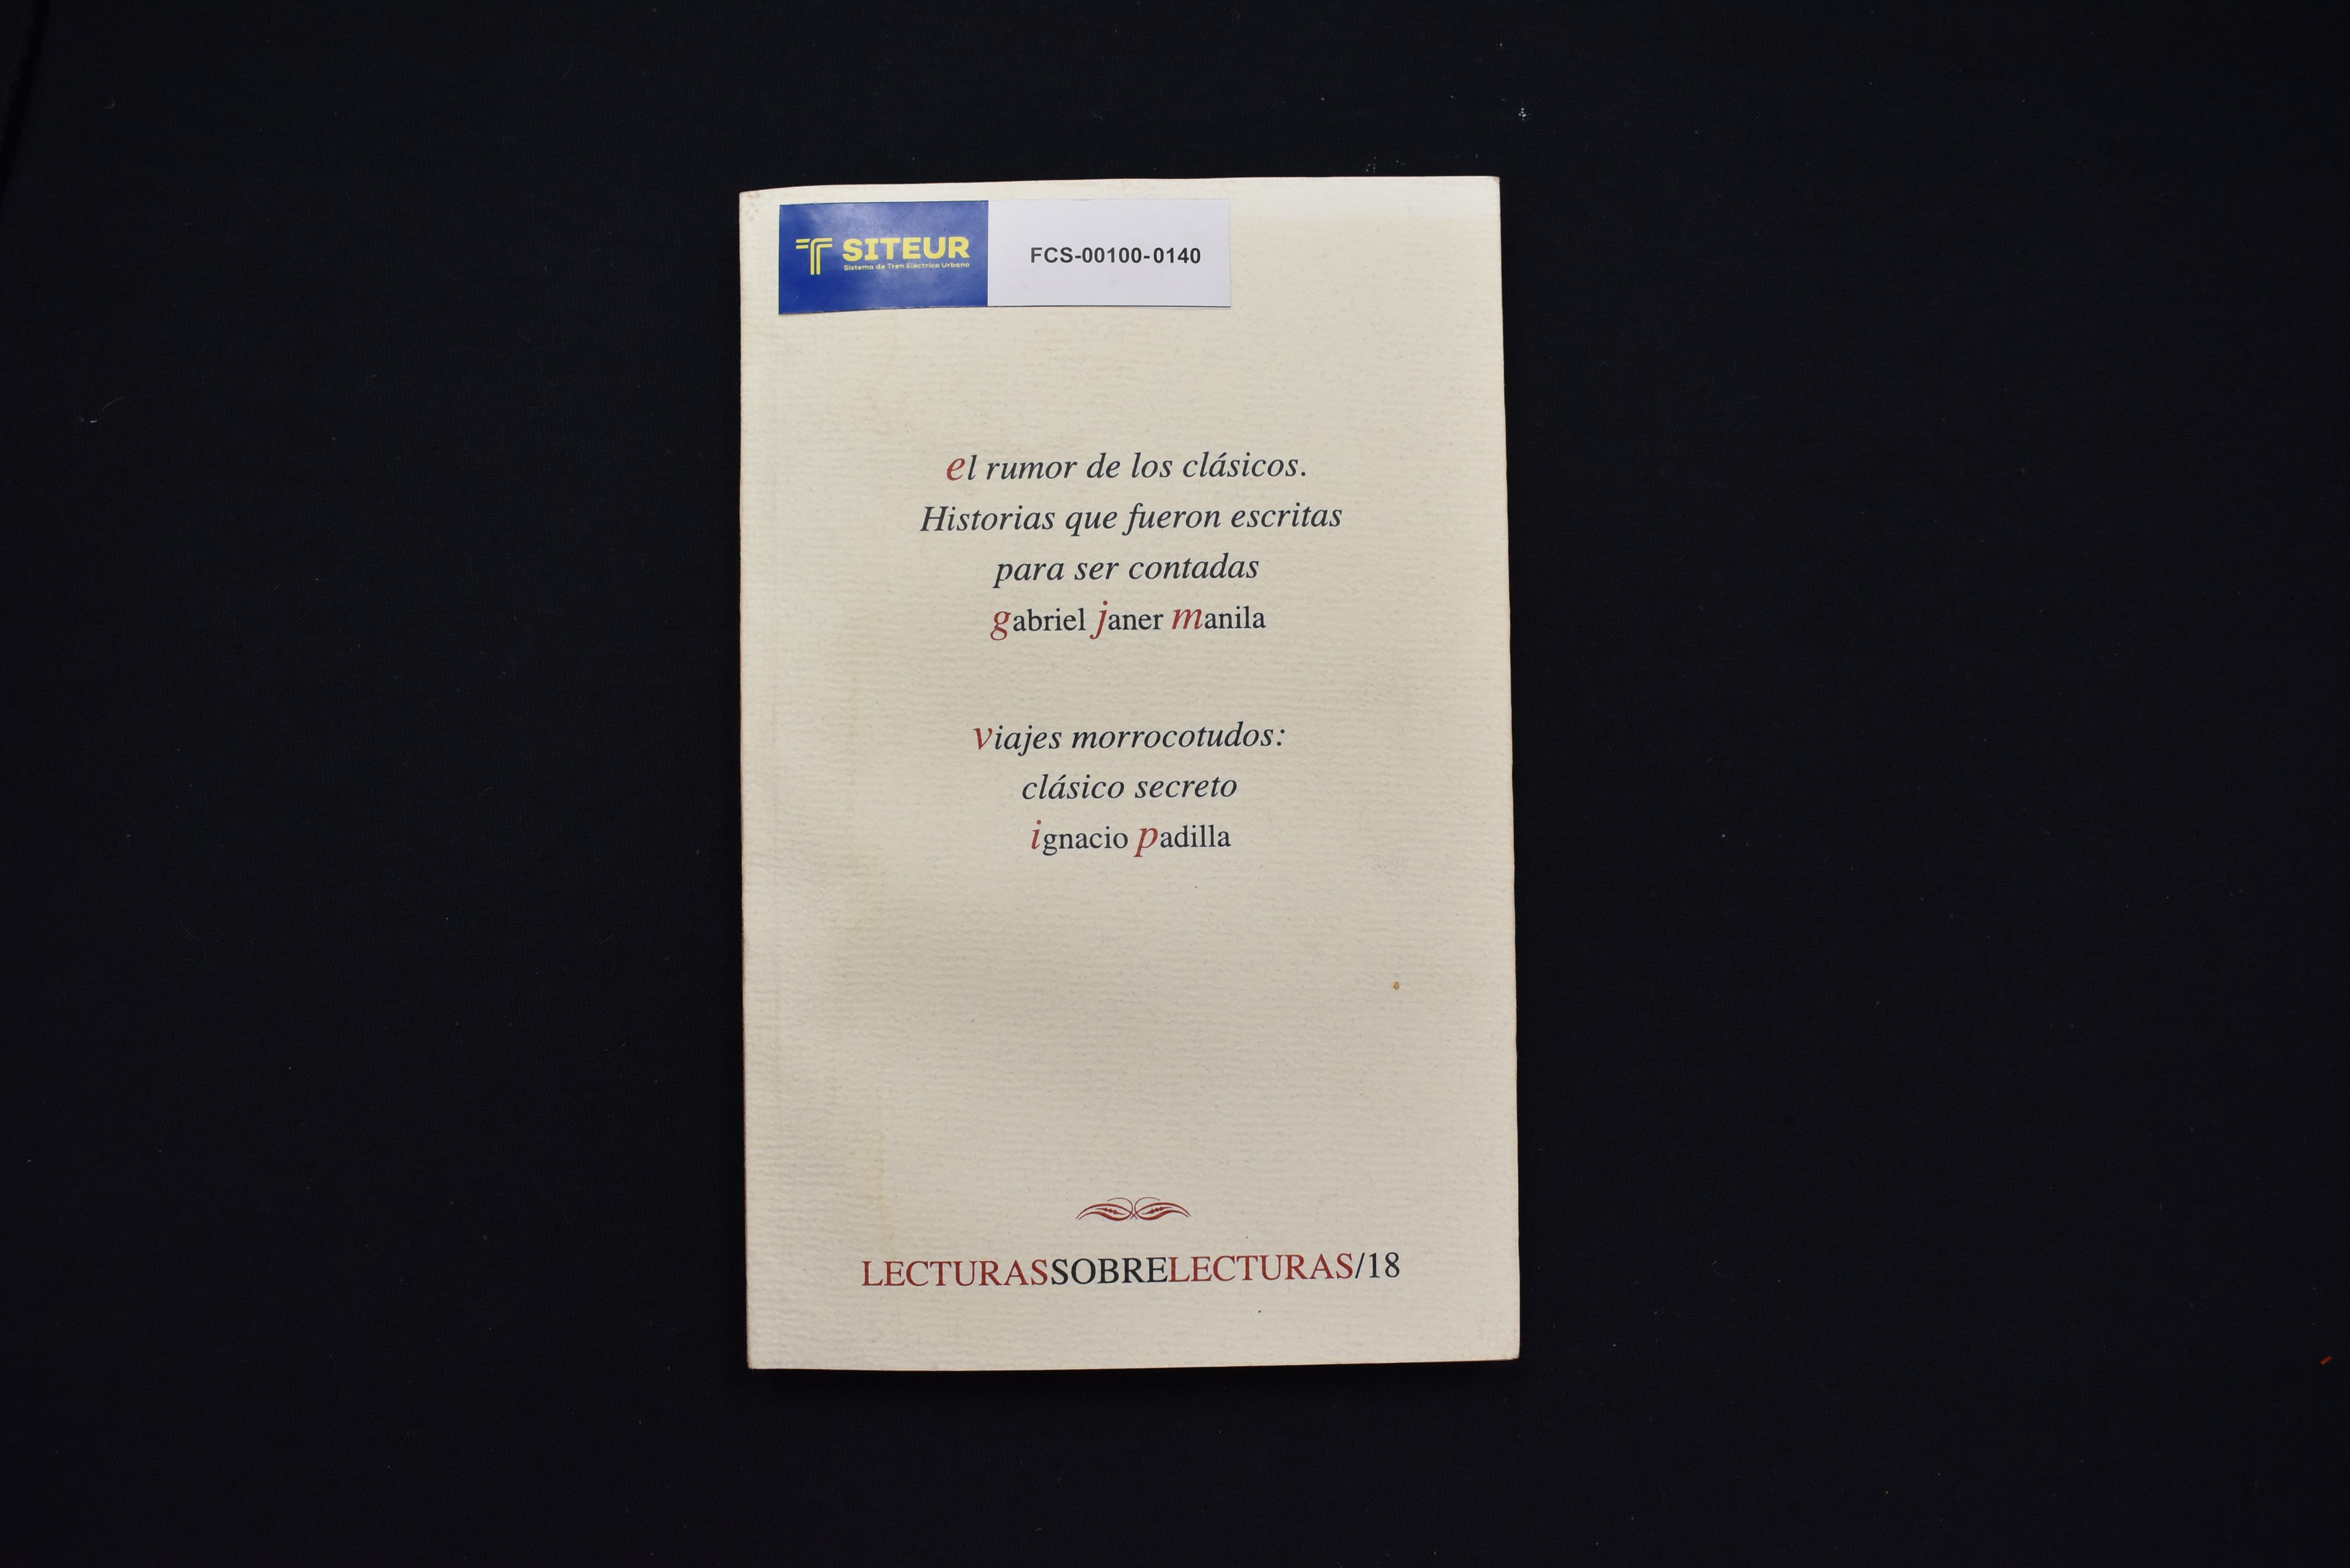 SITEUR
Sistema de Tren Eléctrico Urbano
FCS-00100-0140
el rumor de los clásicos.
Historias que fueron escritas
para ser contadas
gabriel janer manila
viajes morrocotudos:
clásico secreto
ignacio padilla
LECTURASSOBRELECTURAS/18